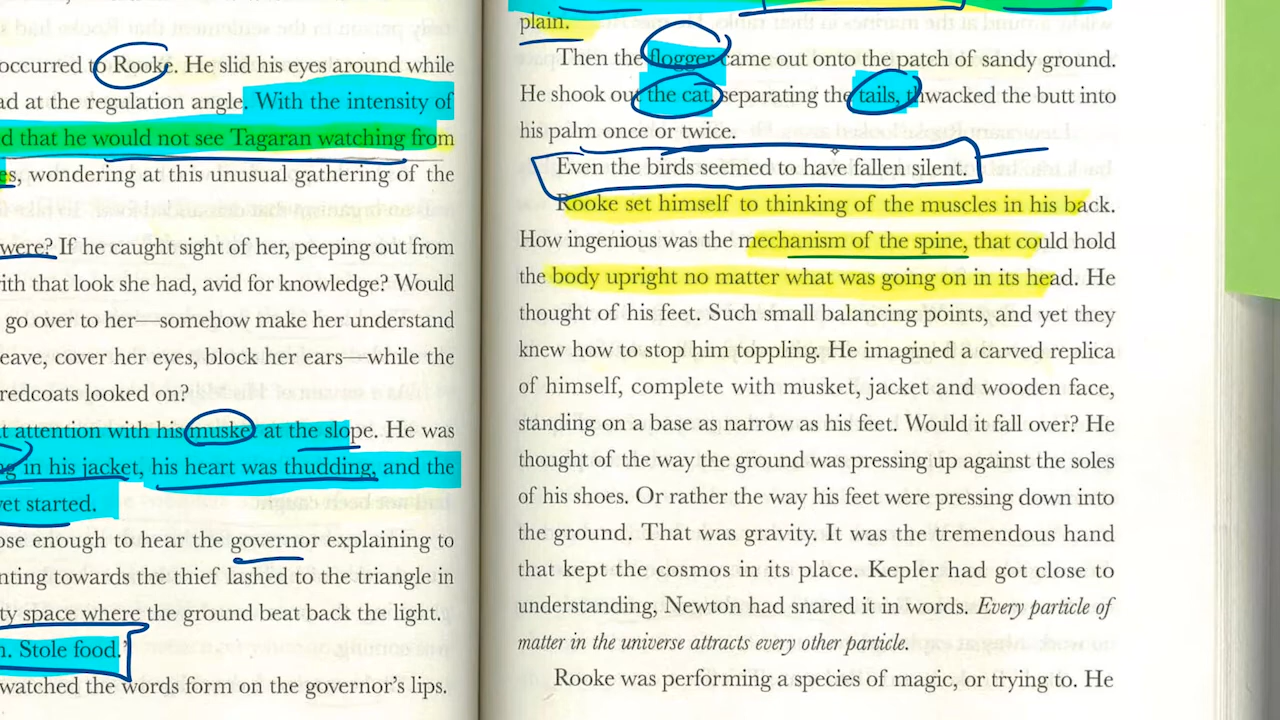 occurred to Rooke. He slid his eyes around while
ad at the regulation angle. With the intensity of
d that he would not see Tagaran watching from
es, wondering at this unusual gathering of the
were? If he caught sight of her, peeping out from
ith that look she had, avid for knowledge? Would
go over to her—somehow make her understand
eave, cover her eyes, block her ears—while the
redcoats looked on?
t attention with his musket at the slope. He was
g in his jacket, his heart was thudding, and the
yet started.
ose enough to hear the governor explaining to
nting towards the thief lashed to the triangle in
ty space where the ground beat back the light.
n. Stole food.'
watched the words form on the governor's lips.
plain.
Then the flogger came out onto the patch of sandy ground.
He shook out the cat, separating the tails, thwacked the butt into
his palm once or twice.
Even the birds seemed to have fallen silent.
Rooke set himself to thinking of the muscles in his back.
How ingenious was the mechanism of the spine, that could hold
the body upright no matter what was going on in its head. He
thought of his feet. Such small balancing points, and yet they
knew how to stop him toppling. He imagined a carved replica
of himself, complete with musket, jacket and wooden face,
standing on a base as narrow as his feet. Would it fall over? He
thought of the way the ground was pressing up against the soles
of his shoes. Or rather the way his feet were pressing down into
the ground. That was gravity. It was the tremendous hand
that kept the cosmos in its place. Kepler had got close to
understanding, Newton had snared it in words. Every particle of
matter in the universe attracts every other particle.
Rooke was performing a species of magic, or trying to. He